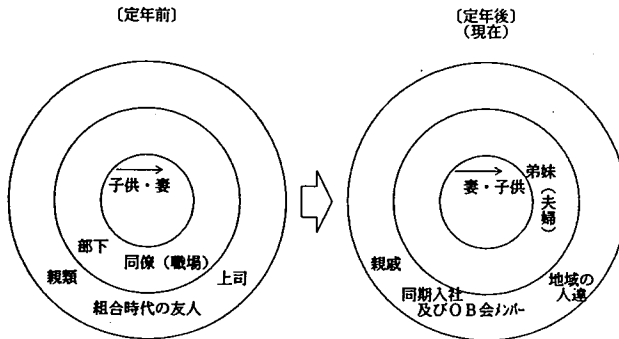 〔定年前〕
子供・妻
部下
同僚（職場）
親類
上司
組合時代の友人
〔定年後〕
（現在）
妻・子供
弟妹
（夫婦）
親戚
地域の
人達
同期入社
及びＯＢ会ﾒﾝﾊﾞｰ